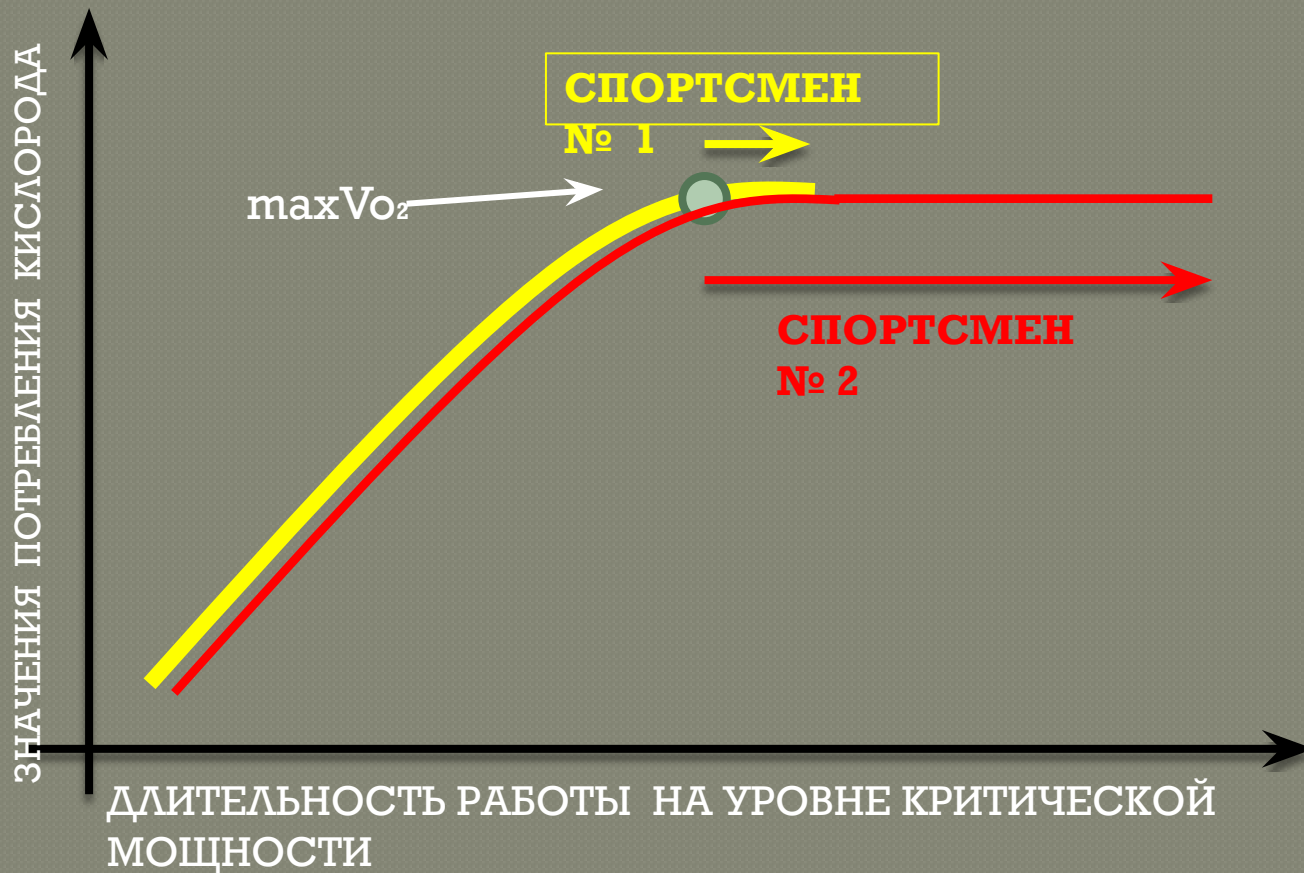 ЗНАЧЕНИЯ ПОТРЕБЛЕНИЯ КИСЛОРОДА
СПОРТСМЕН
№ 1
maxVo₂
СПОРТСМЕН
№ 2
ДЛИТЕЛЬНОСТЬ РАБОТЫ НА УРОВНЕ КРИТИЧЕСКОЙ
МОЩНОСТИ